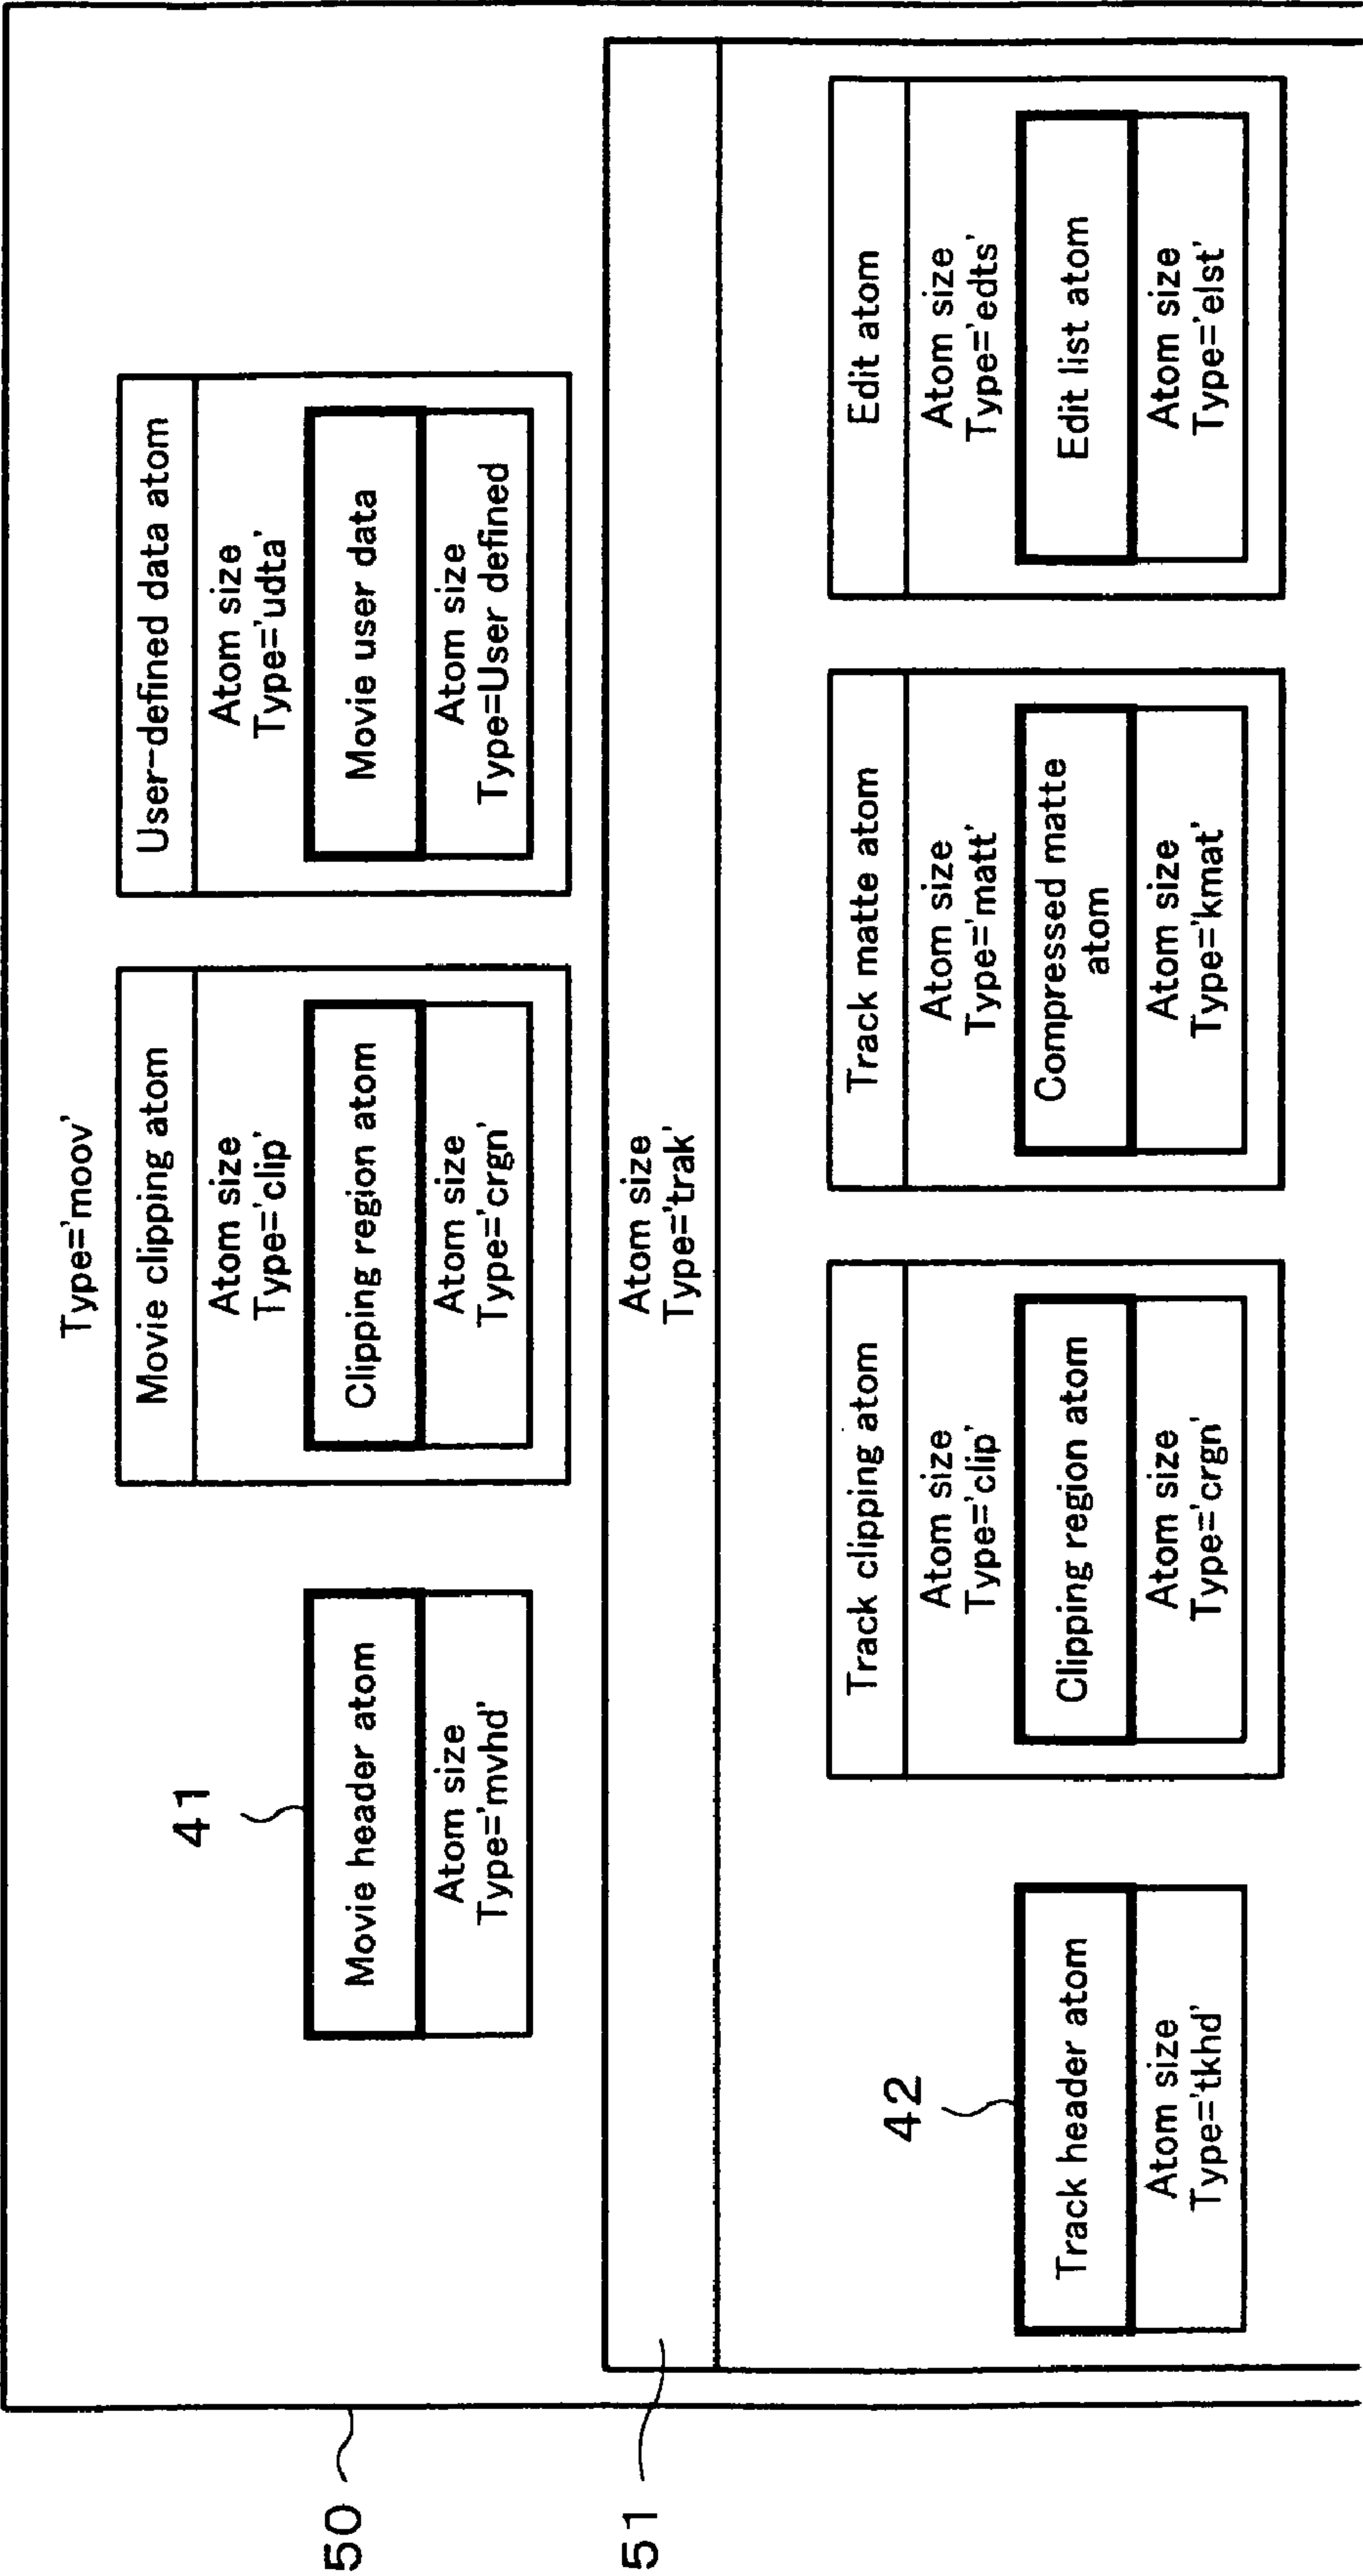 50
Type='moov'
41
Movie header atom
Atom size
Type='mvhd'
Movie clipping atom
Atom size
Type='clip'
Clipping region atom
Atom size
Type='crgn'
User-defined data atom
Atom size
Type='udta'
Movie user data
Atom size
Type=User defined
51
Atom size
Type='trak'
42
Track header atom
Atom size
Type='tkhd'
Track clipping atom
Atom size
Type='clip'
Clipping region atom
Atom size
Type='crgn'
Track matte atom
Atom size
Type='matt'
Compressed matte
atom
Atom size
Type='kmat'
Edit atom
Atom size
Type='edts'
Edit list atom
Atom size
Type='elst'